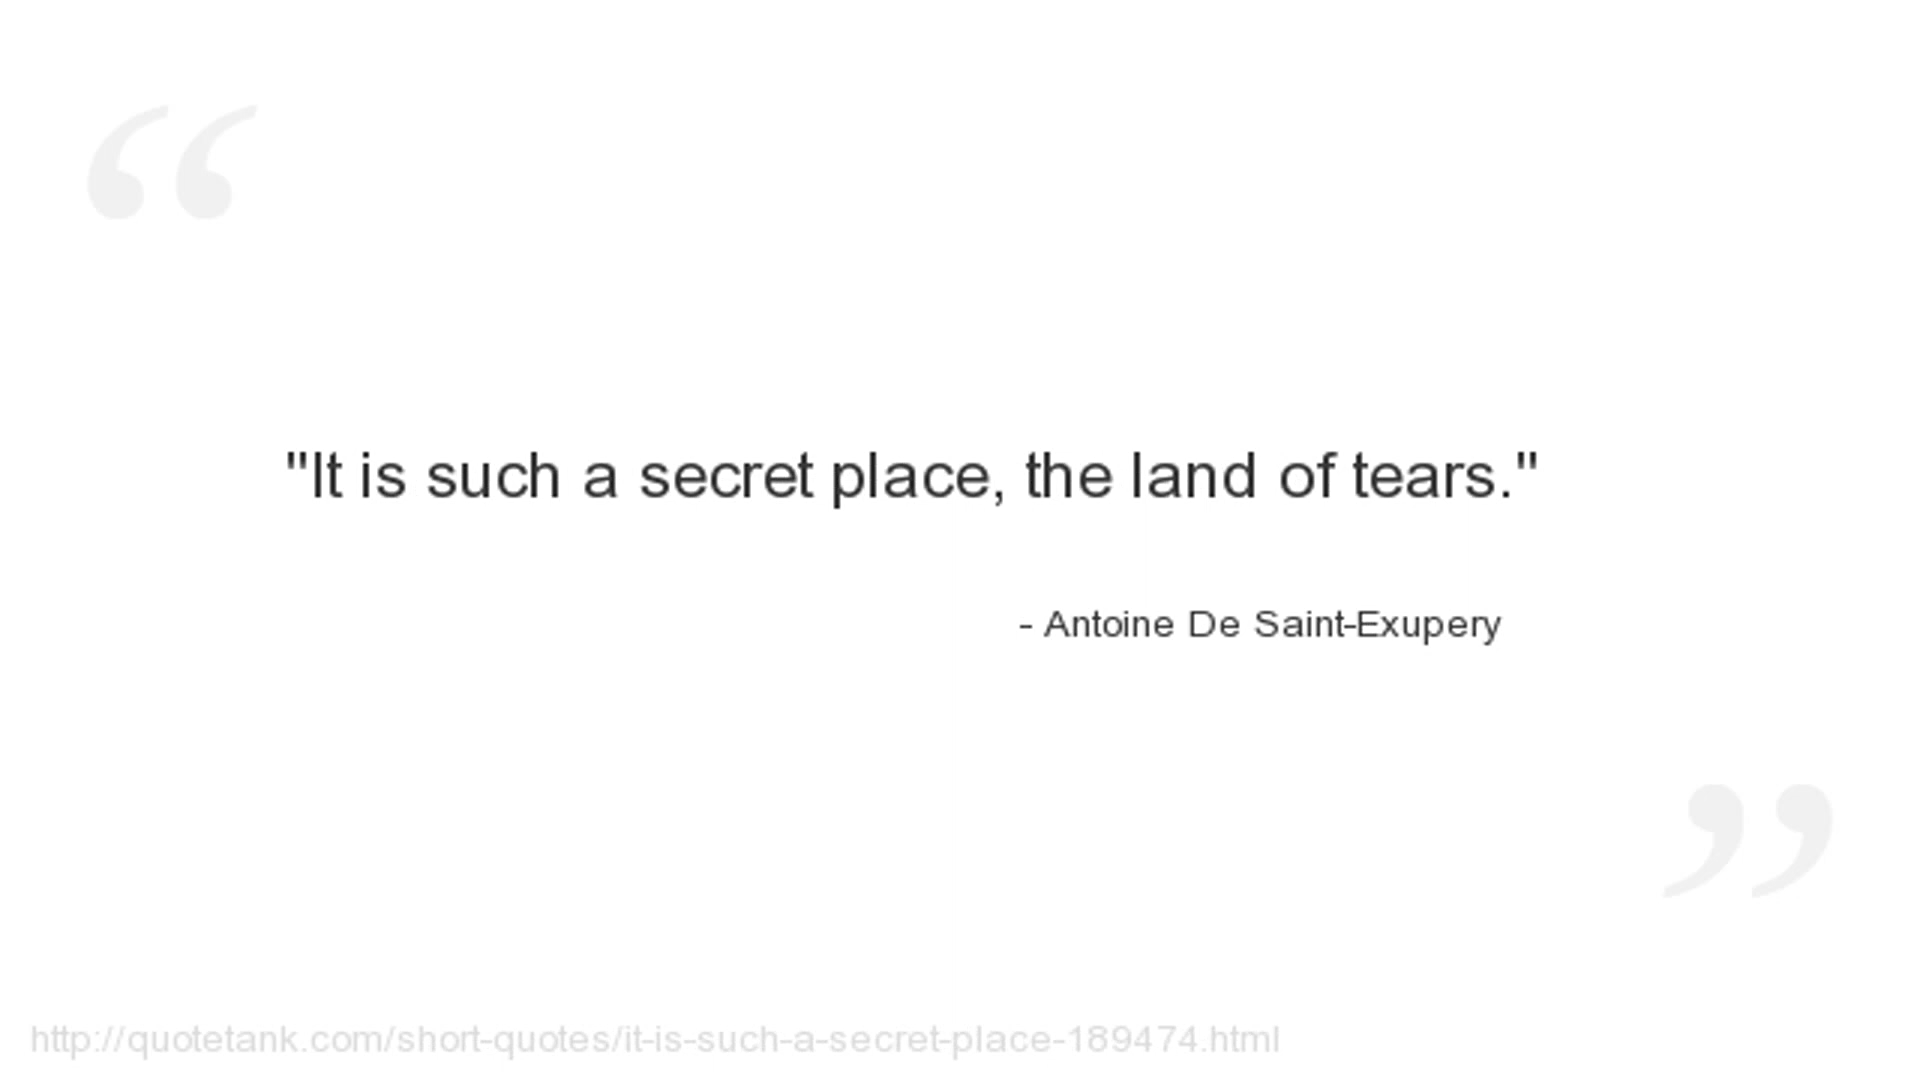 "It is such a secret place, the land of tears."
- Antoine De Saint-Exupery
http://quotetank.com/short-quotes/it-is-such-a-secret-place-189474.html